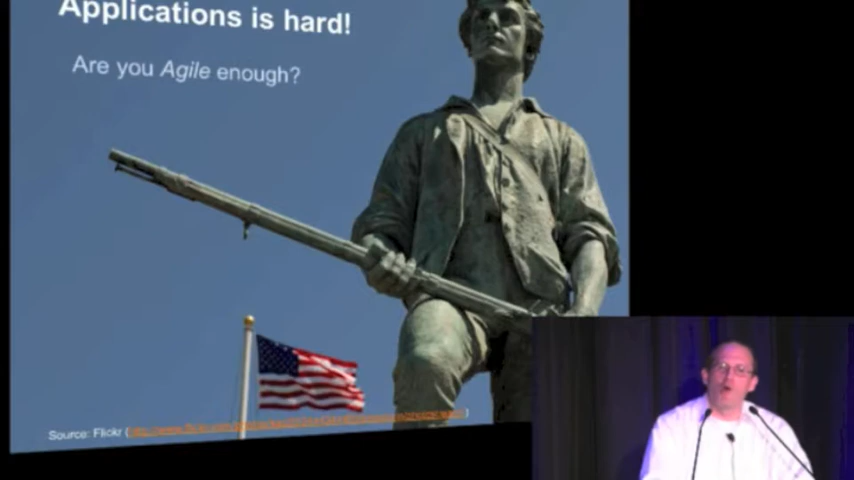 Applications is hard!
Are you Agile enough?
Source: Flickr (